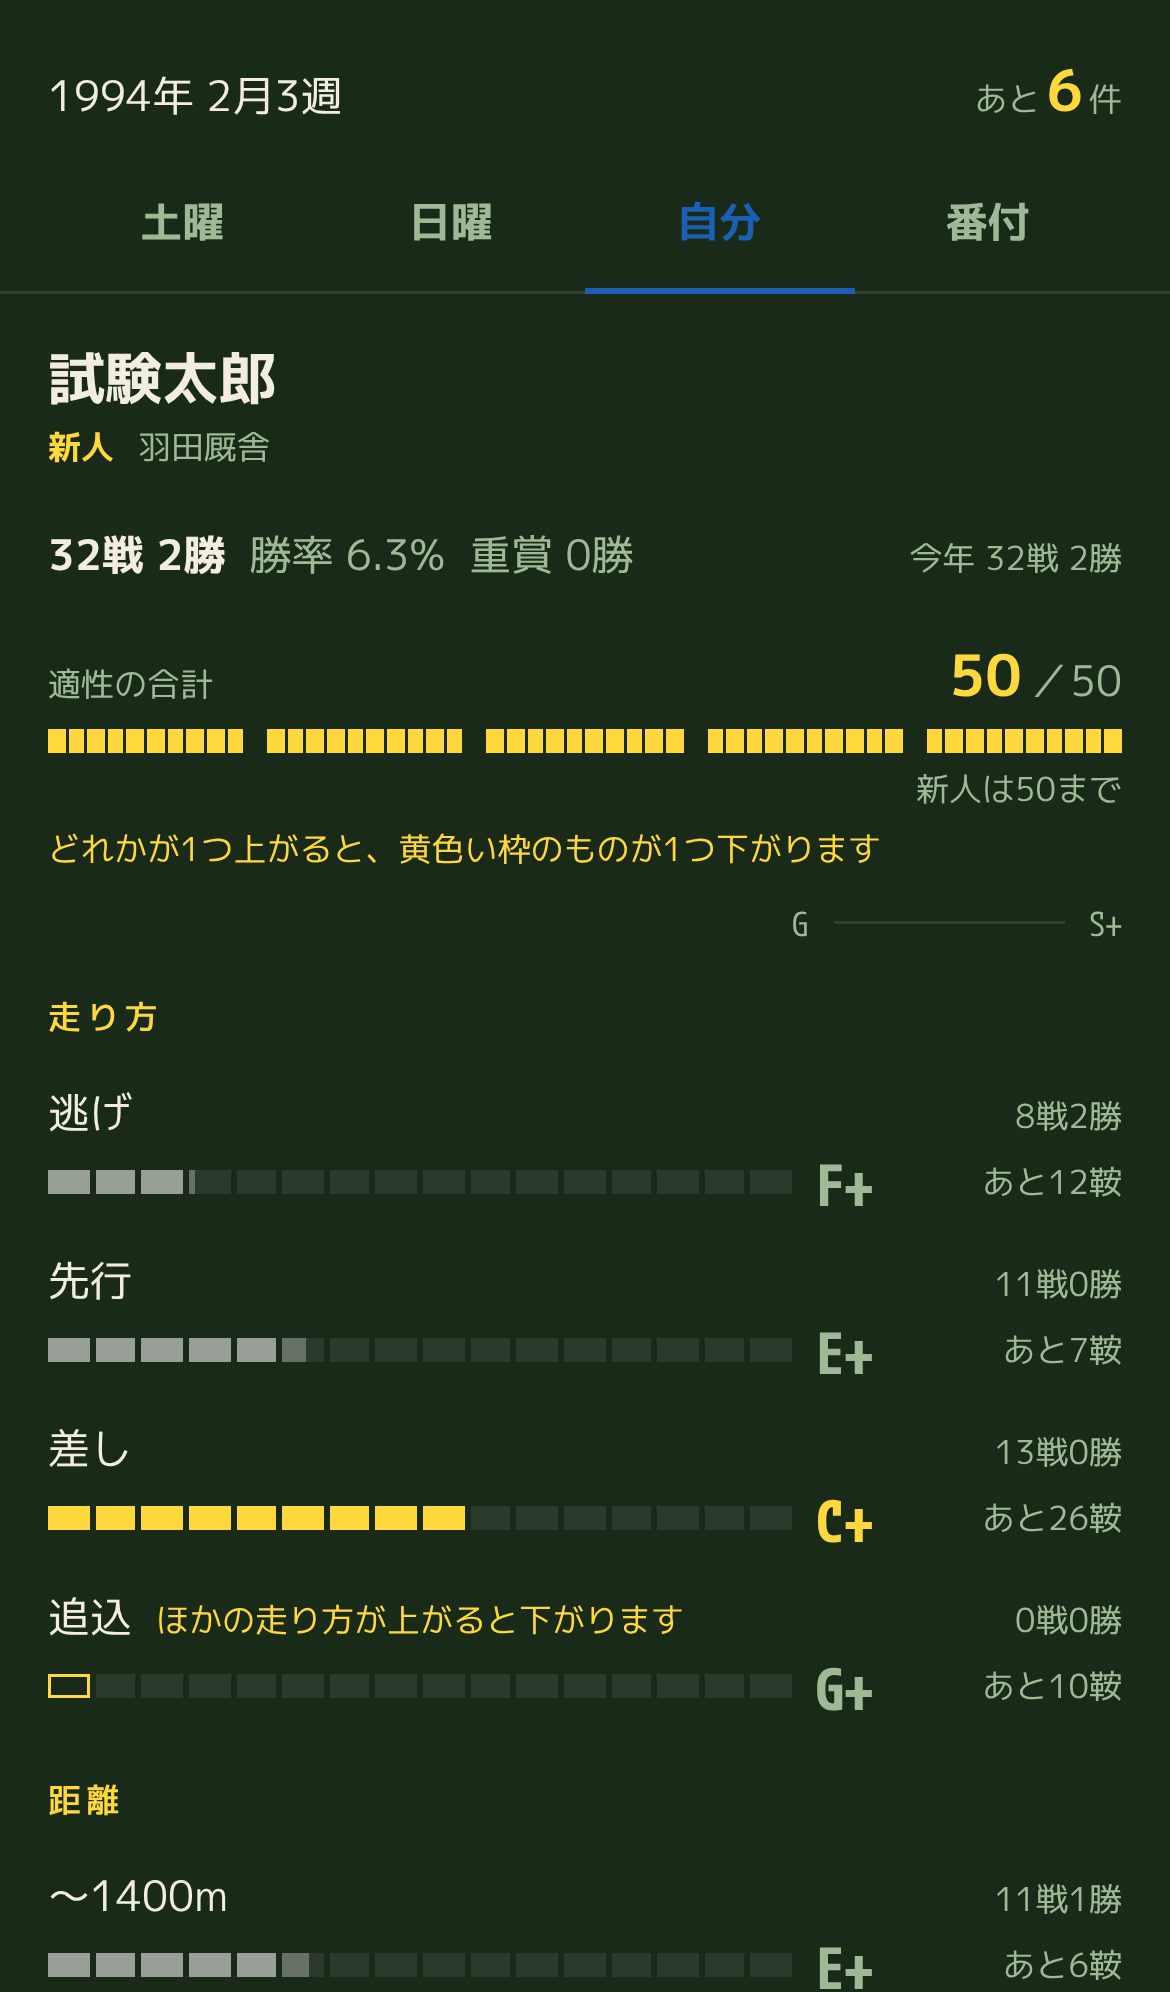 1994年 2月3週
あと6件
土曜 日曜 自分 番付
試験太郎
新人 羽田厩舎
32戦 2勝 勝率 6.3% 重賞 0勝 今年 32戦 2勝
適性の合計 50 ／50
新人は50まで
どれかが1つ上がると、黄色い枠のものが1つ下がります
G S+
走り方
逃げ 8戦2勝
F+ あと12鞍
先行 11戦0勝
E+ あと7鞍
差し 13戦0勝
C+ あと26鞍
追込 ほかの走り方が上がると下がります 0戦0勝
G+ あと10鞍
距離
〜1400m 11戦1勝
E+ あと6鞍